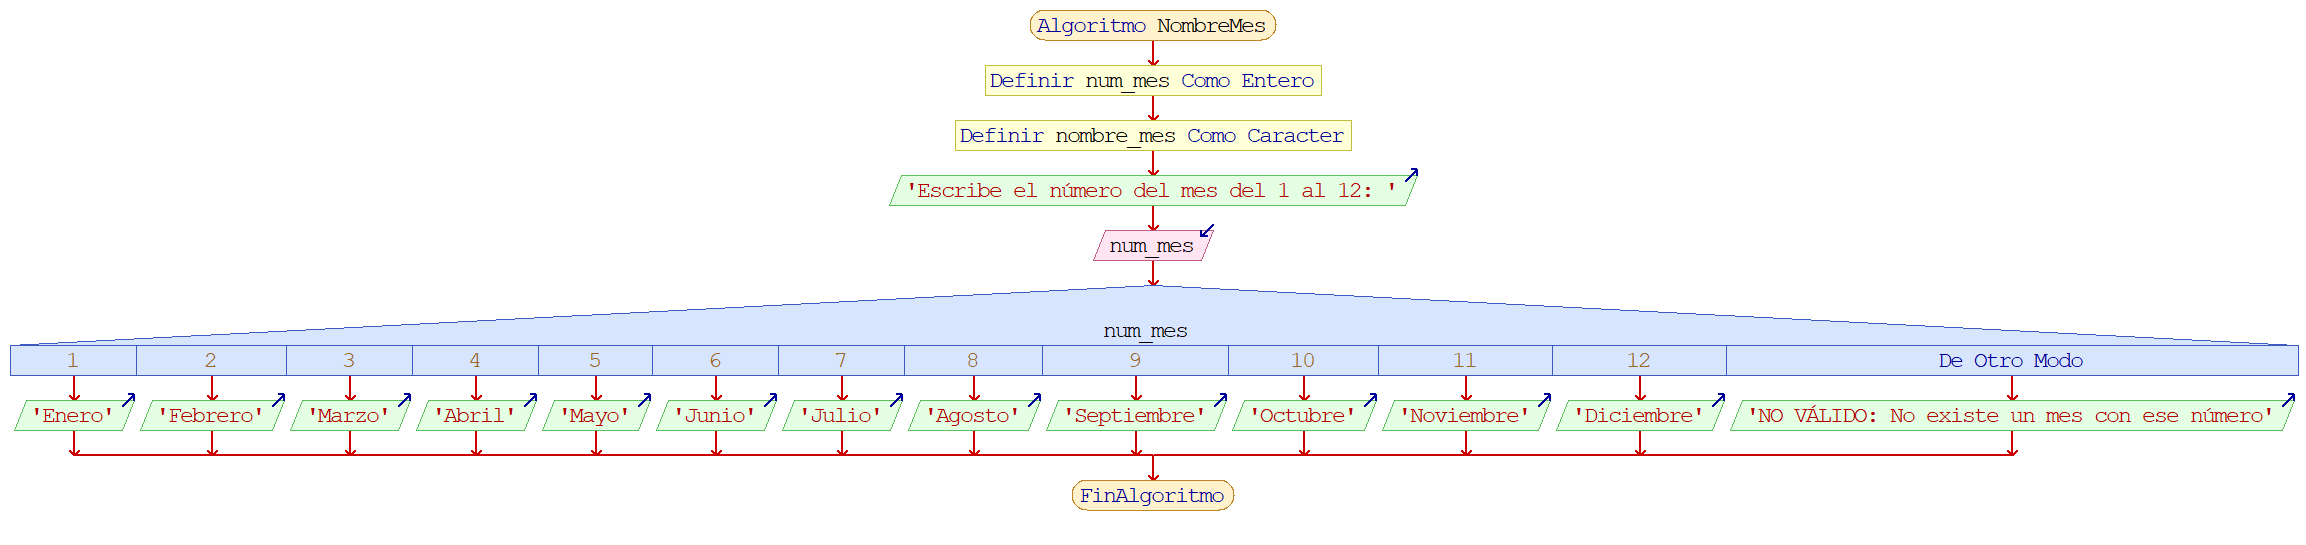 Algoritmo NombreMes
Definir num_mes Como Entero
Definir nombre_mes Como Caracter
'Escribe el número del mes del 1 al 12: '
num_mes
num_mes
1 2 3 4 5 6 7 8 9 10 11 12 De Otro Modo
'Enero' 'Febrero' 'Marzo' 'Abril' 'Mayo' 'Junio' 'Julio' 'Agosto' 'Septiembre' 'Octubre' 'Noviembre' 'Diciembre' 'NO VÁLIDO: No existe un mes con ese número'
FinAlgoritmo